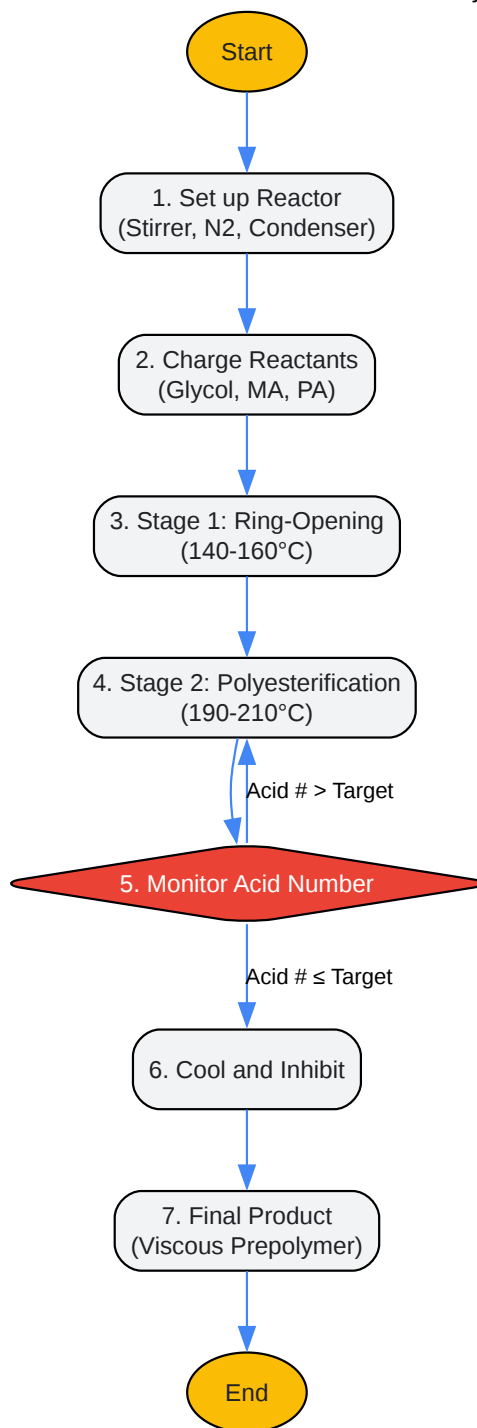 Start
1. Set up Reactor
(Stirrer, N2, Condenser)
2. Charge Reactants
(Glycol, MA, PA)
3. Stage 1: Ring-Opening
(140-160°C)
4. Stage 2: Polyesterification
(190-210°C)
Acid # > Target
5. Monitor Acid Number
Acid # ≤ Target
6. Cool and Inhibit
7. Final Product
(Viscous Prepolymer)
End